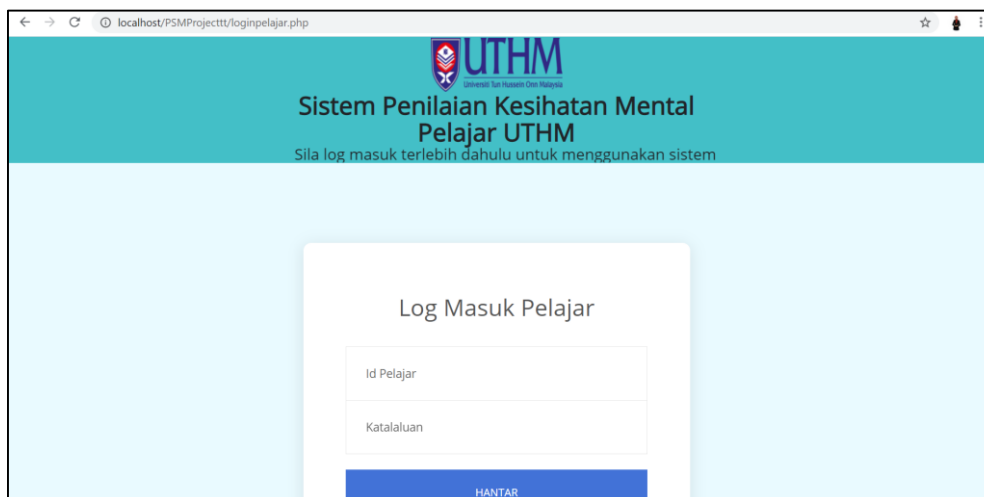 localhost/PSMProjecttt/loginpelajar.php
UTHM
Universiti Tun Hussein Onn Malaysia
Sistem Penilaian Kesihatan Mental
Pelajar UTHM
Sila log masuk terlebih dahulu untuk menggunakan sistem
Log Masuk Pelajar
Id Pelajar
Katalaluan
HANTAR